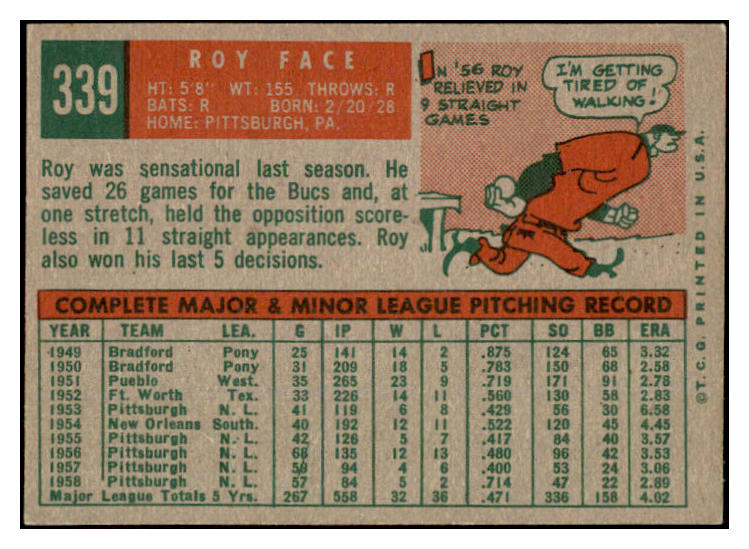 339
ROY FACE
HT: 5'8" WT: 155 THROWS: R
BATS: R BORN: 2/20/28
HOME: PITTSBURGH, PA.
IN '56 ROY
RELIEVED IN
9 STRAIGHT
GAMES
I'M GETTING
TIRED OF
WALKING!
Roy was sensational last season. He
saved 26 games for the Bucs and, at
one stretch, held the opposition score-
less in 11 straight appearances. Roy
also won his last 5 decisions.
COMPLETE MAJOR & MINOR LEAGUE PITCHING RECORD
YEAR TEAM LEA. G IP W L PCT SO BB ERA
1949 Bradford Pony 25 141 14 2 .875 124 65 3.32
1950 Bradford Pony 31 209 18 5 .783 150 68 2.58
1951 Pueblo West. 35 265 23 9 .719 171 91 2.78
1952 Ft. Worth Tex. 33 226 14 11 .560 130 58 2.83
1953 Pittsburgh N. L. 41 119 6 8 .429 56 30 6.58
1954 New Orleans South. 40 192 12 11 .522 120 45 4.45
1955 Pittsburgh N. L. 42 126 5 7 .417 84 40 3.57
1956 Pittsburgh N. L. 68 135 12 13 .480 96 42 3.53
1957 Pittsburgh N. L. 59 94 4 6 .400 53 24 3.06
1958 Pittsburgh N. L. 57 84 5 2 .714 47 22 2.89
Major League Totals 5 Yrs. 267 558 32 36 .471 336 158 4.02
©T.C.G. PRINTED IN U.S.A.